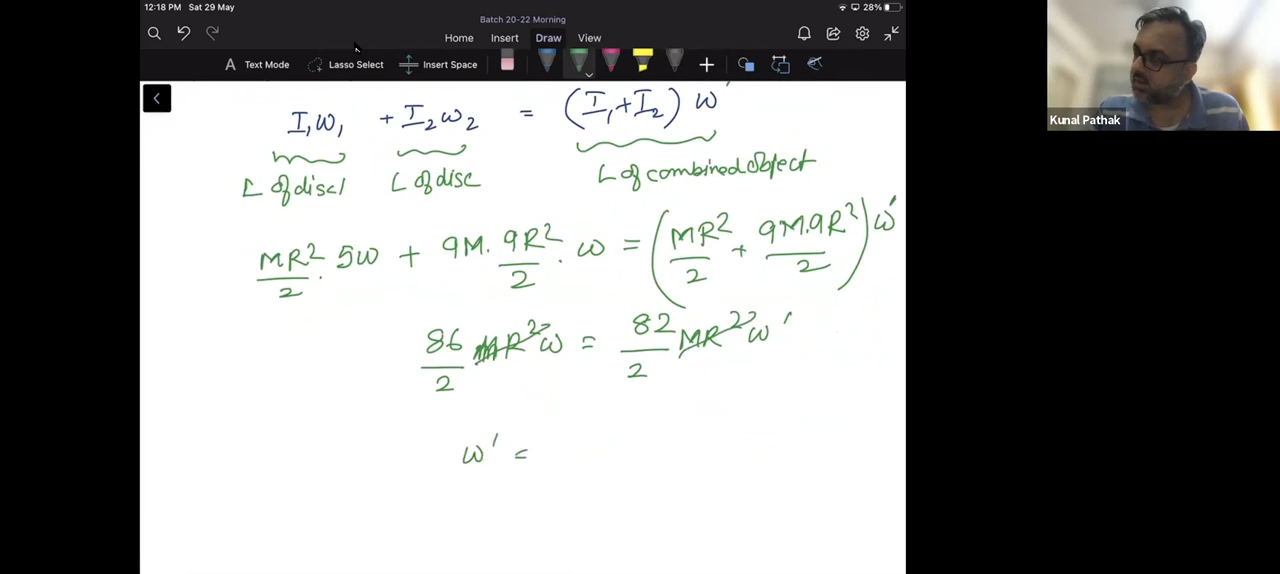 12:18 PM Sat 29 May
28%
Batch 20-22 Morning
Home Insert Draw View
A Text Mode Lasso Select Insert Space
Kunal Pathak
I₁ω₁ + I₂ω₂ = (I₁+I₂) ω'
L of disc1 L of disc L of combined object
MR²/2 . 5ω + 9M. 9R²/2 . ω = (MR²/2 + 9M.9R²/2) ω'
86/2 MR² ω = 82/2 MR² ω'
ω' =